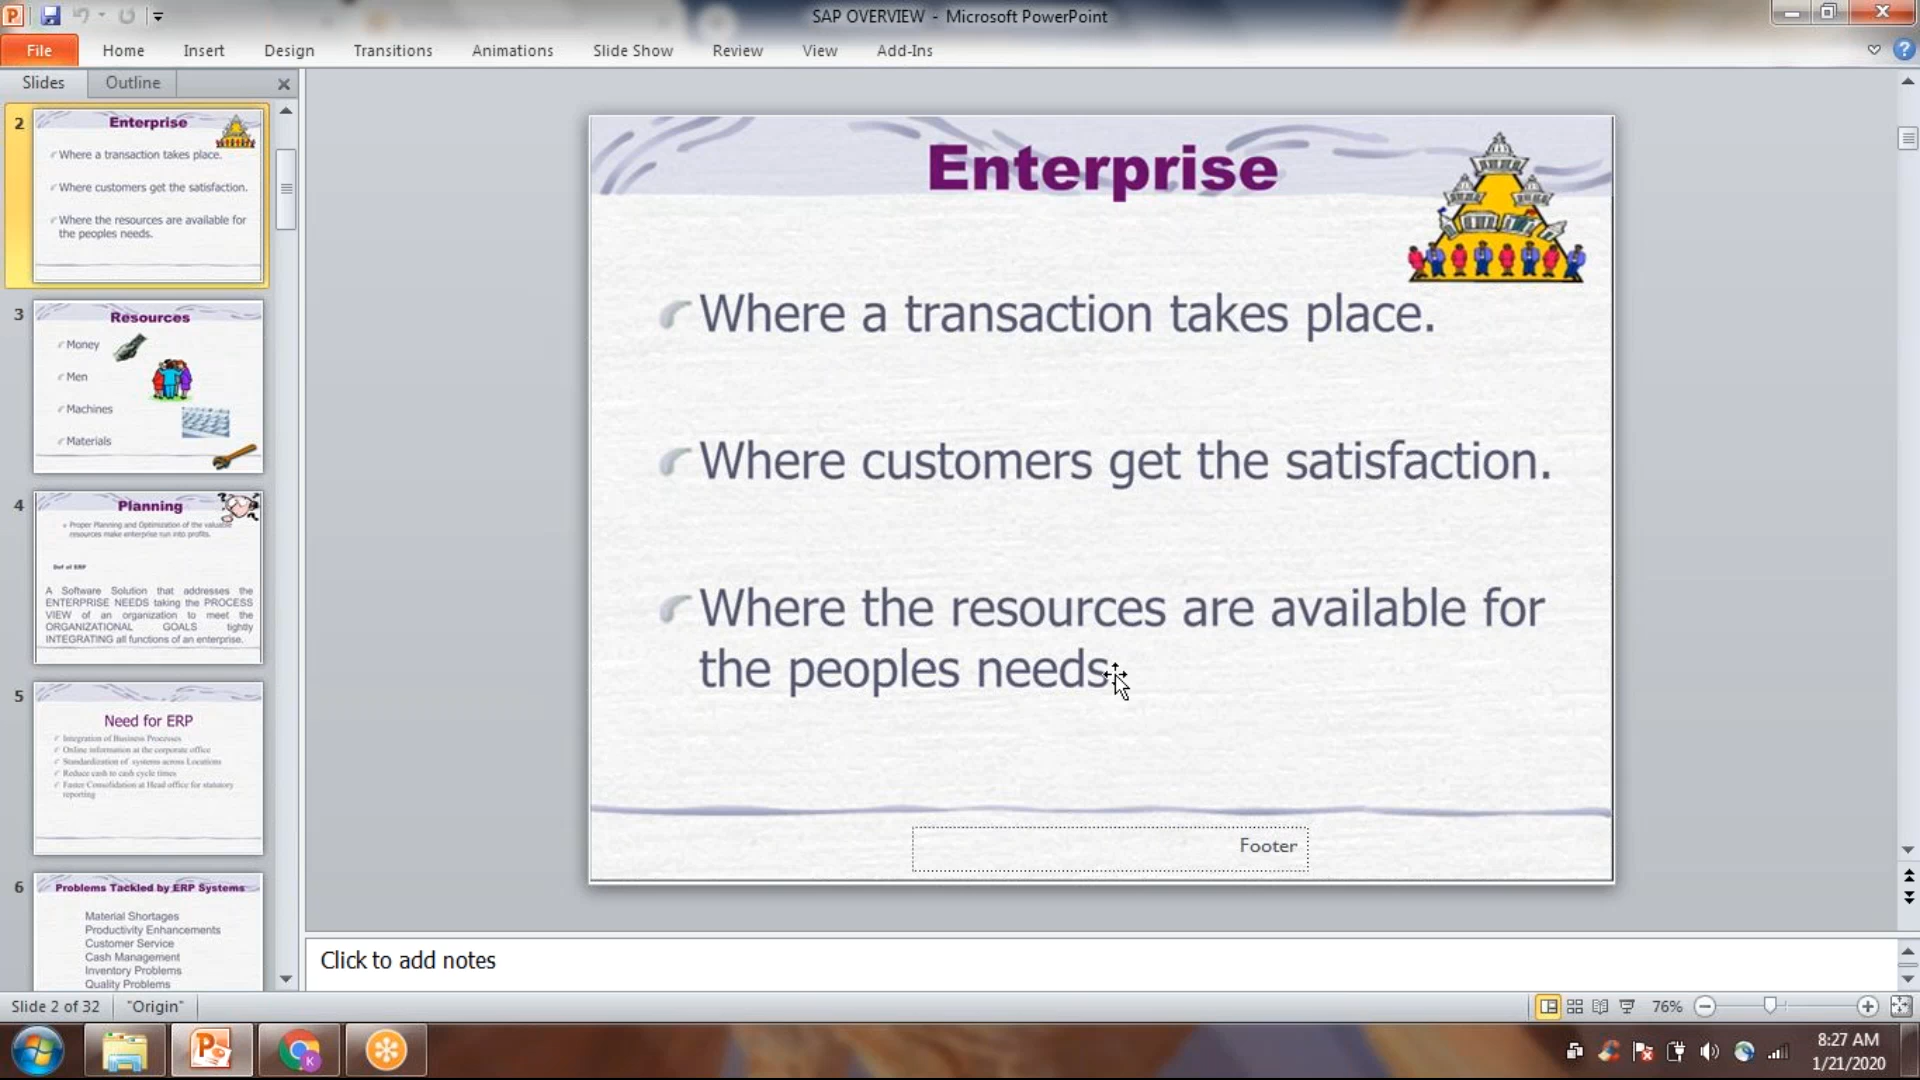 SAP OVERVIEW - Microsoft PowerPoint
File Home Insert Design Transitions Animations Slide Show Review View Add-Ins
Slides Outline
2
Enterprise
Where a transaction takes place.
Where customers get the satisfaction.
Where the resources are available for
the peoples needs.
3
Resources
Money
Men
Machines
Materials
4
Planning
Proper Planning and Optimization of the valuable
resources make enterprise run into profits.
Def of ERP
A Software Solution that addresses the
ENTERPRISE NEEDS taking the PROCESS
VIEW of an organization to meet the
ORGANIZATIONAL GOALS tightly
INTEGRATING all functions of an enterprise.
5
Need for ERP
Integration of Business Processes
Online information at the corporate office
Standardization of systems across Locations
Reduce cash to cash cycle times
Faster Consolidation at Head office for statutory
reporting
6
Problems Tackled by ERP Systems
Material Shortages
Productivity Enhancements
Customer Service
Cash Management
Inventory Problems
Quality Problems
Enterprise
Where a transaction takes place.
Where customers get the satisfaction.
Where the resources are available for
the peoples needs
Footer
Click to add notes
Slide 2 of 32 "Origin" 76%
K
8:27 AM
1/21/2020